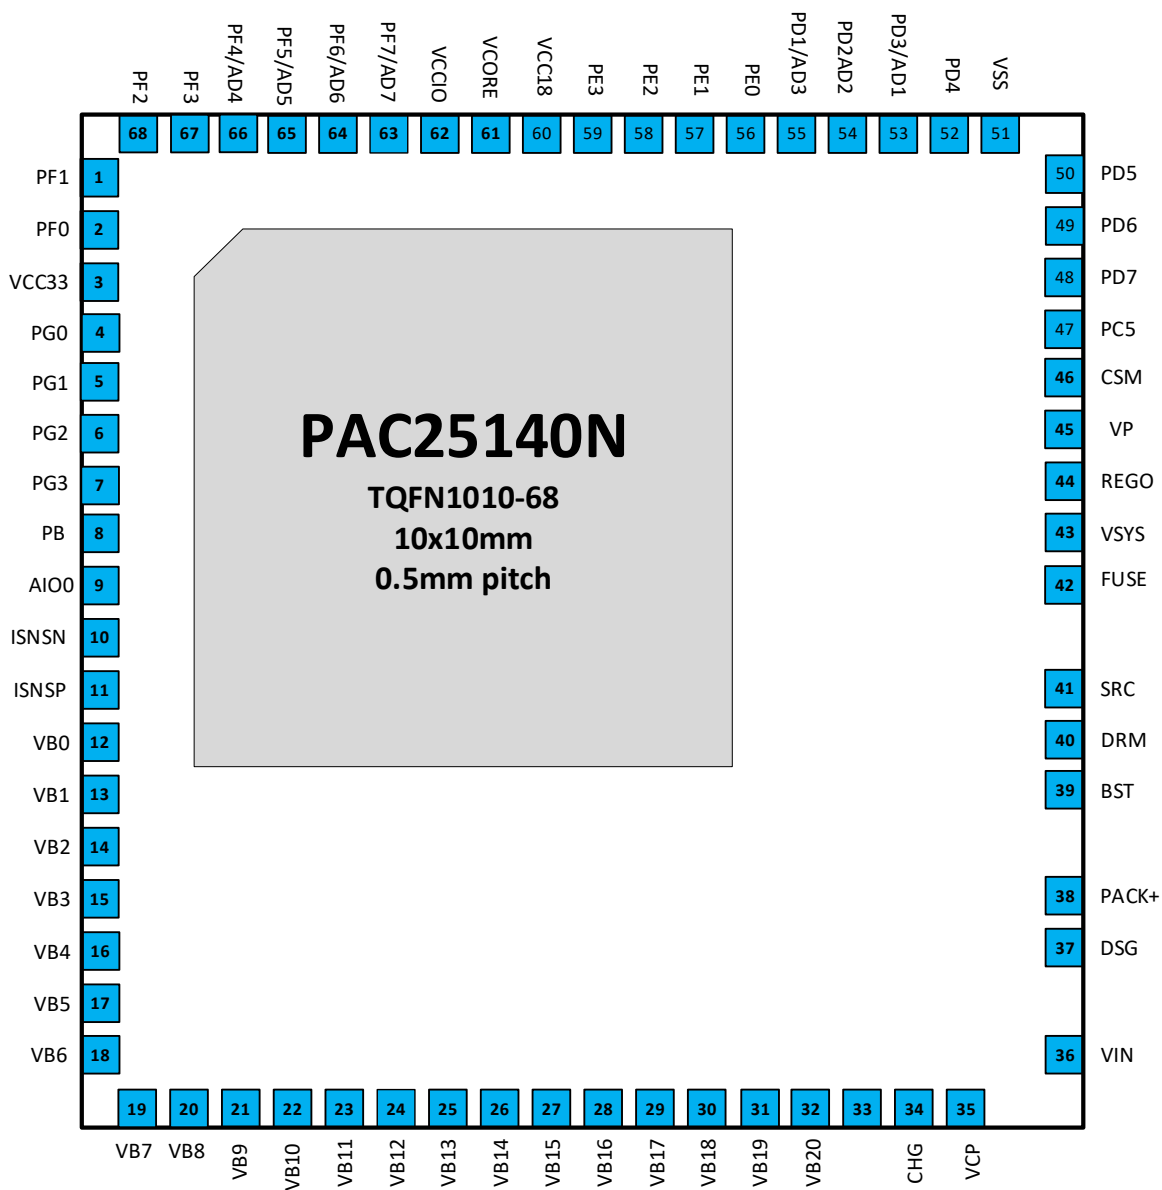 PF2
PF3
PF4/AD4
PF5/AD5
PF6/AD6
PF7/AD7
VCCIO
VCORE
VCC18
PE3
PE2
PE1
PE0
PD1/AD3
PD2AD2
PD3/AD1
PD4
VSS
68 67 66 65 64 63 62 61 60 59 58 57 56 55 54 53 52 51
PF1 1
PF0 2
VCC33 3
PG0 4
PG1 5
PG2 6
PG3 7
PB 8
AIO0 9
ISNSN 10
ISNSP 11
VB0 12
VB1 13
VB2 14
VB3 15
VB4 16
VB5 17
VB6 18
PAC25140N
TQFN1010-68
10x10mm
0.5mm pitch
50 PD5
49 PD6
48 PD7
47 PC5
46 CSM
45 VP
44 REGO
43 VSYS
42 FUSE
41 SRC
40 DRM
39 BST
38 PACK+
37 DSG
36 VIN
19 20 21 22 23 24 25 26 27 28 29 30 31 32 33 34 35
VB7
VB8
VB9
VB10
VB11
VB12
VB13
VB14
VB15
VB16
VB17
VB18
VB19
VB20
CHG
VCP